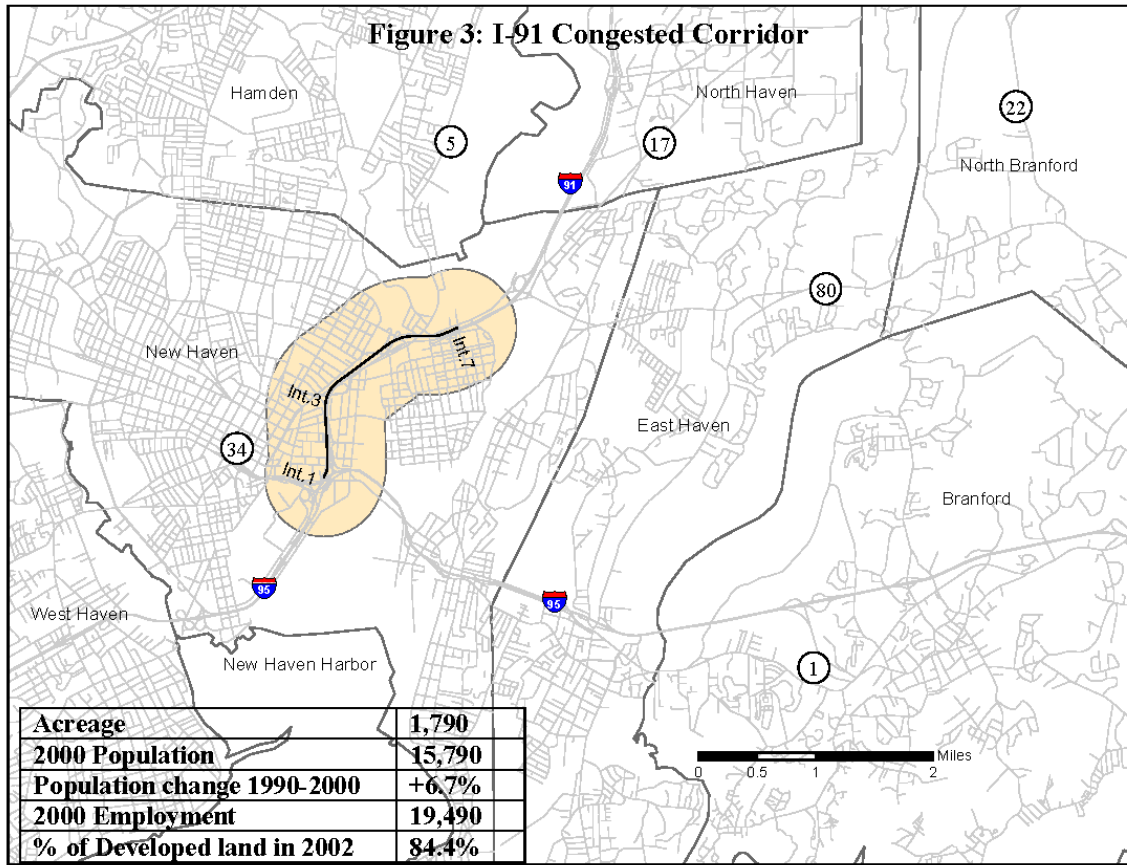 Figure 3: I-91 Congested Corridor
Hamden
North Haven
22
5
17
North Branford
91
80
New Haven
Int.7
Int.3
East Haven
34
Int.1
Branford
95
95
West Haven
New Haven Harbor
1
Acreage 1,790
2000 Population 15,790
Population change 1990-2000 +6.7%
2000 Employment 19,490
% of Developed land in 2002 84.4%
Miles
0 0.5 1 2